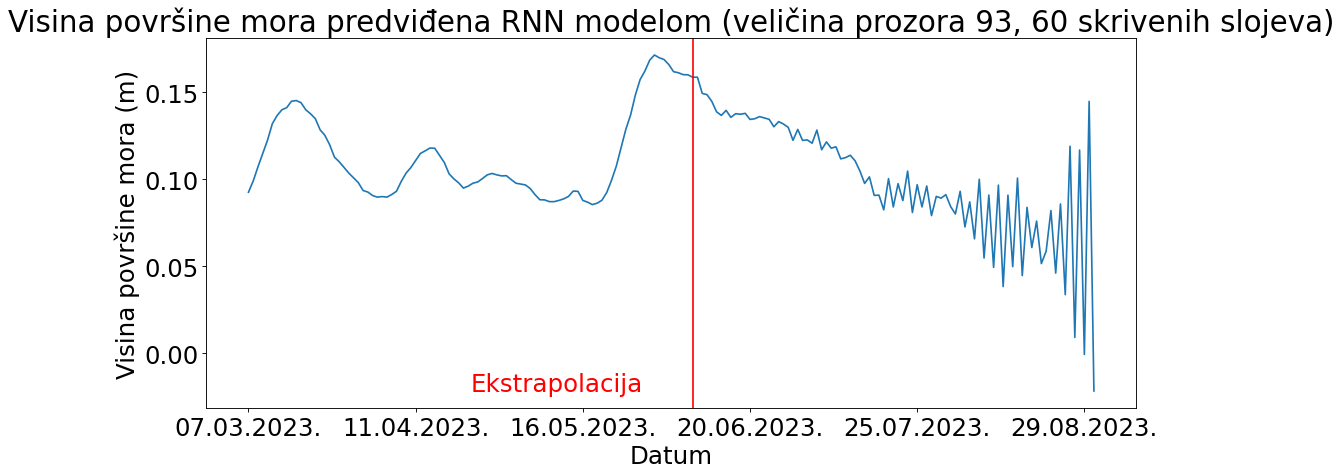 Visina površine mora predviđena RNN modelom (veličina prozora 93, 60 skrivenih slojeva)
Visina površine mora (m)
0.15
0.10
0.05
0.00
Ekstrapolacija
07.03.2023. 11.04.2023. 16.05.2023. 20.06.2023. 25.07.2023. 29.08.2023.
Datum